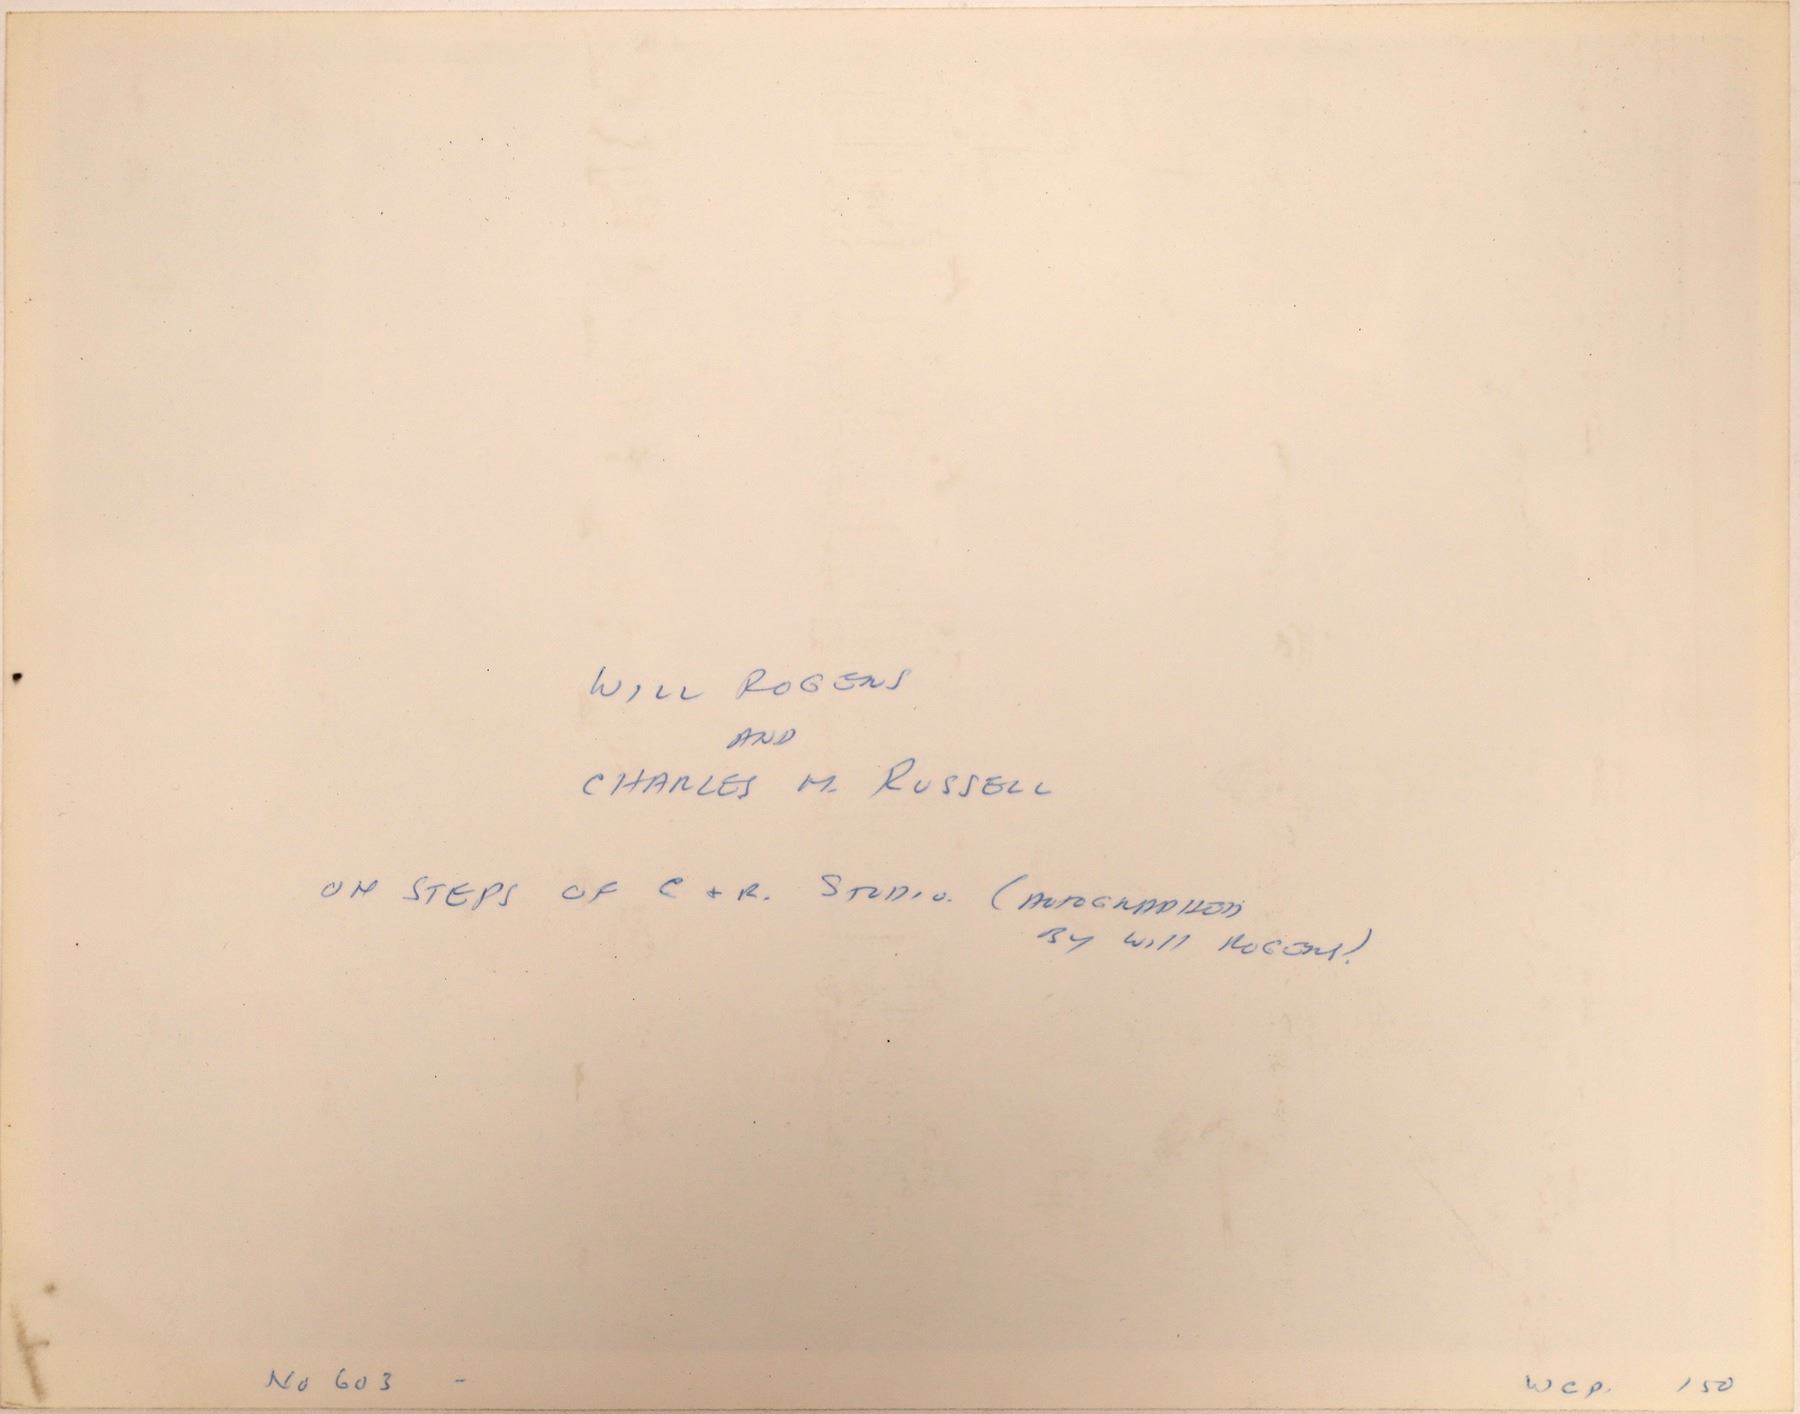 WILL ROGERS
AND
CHARLES M. RUSSELL
ON STEPS OF C + R. STUDIO. (AUTOGRAPHED
BY Will ROGERS!)
No 603 -
WCP. 150